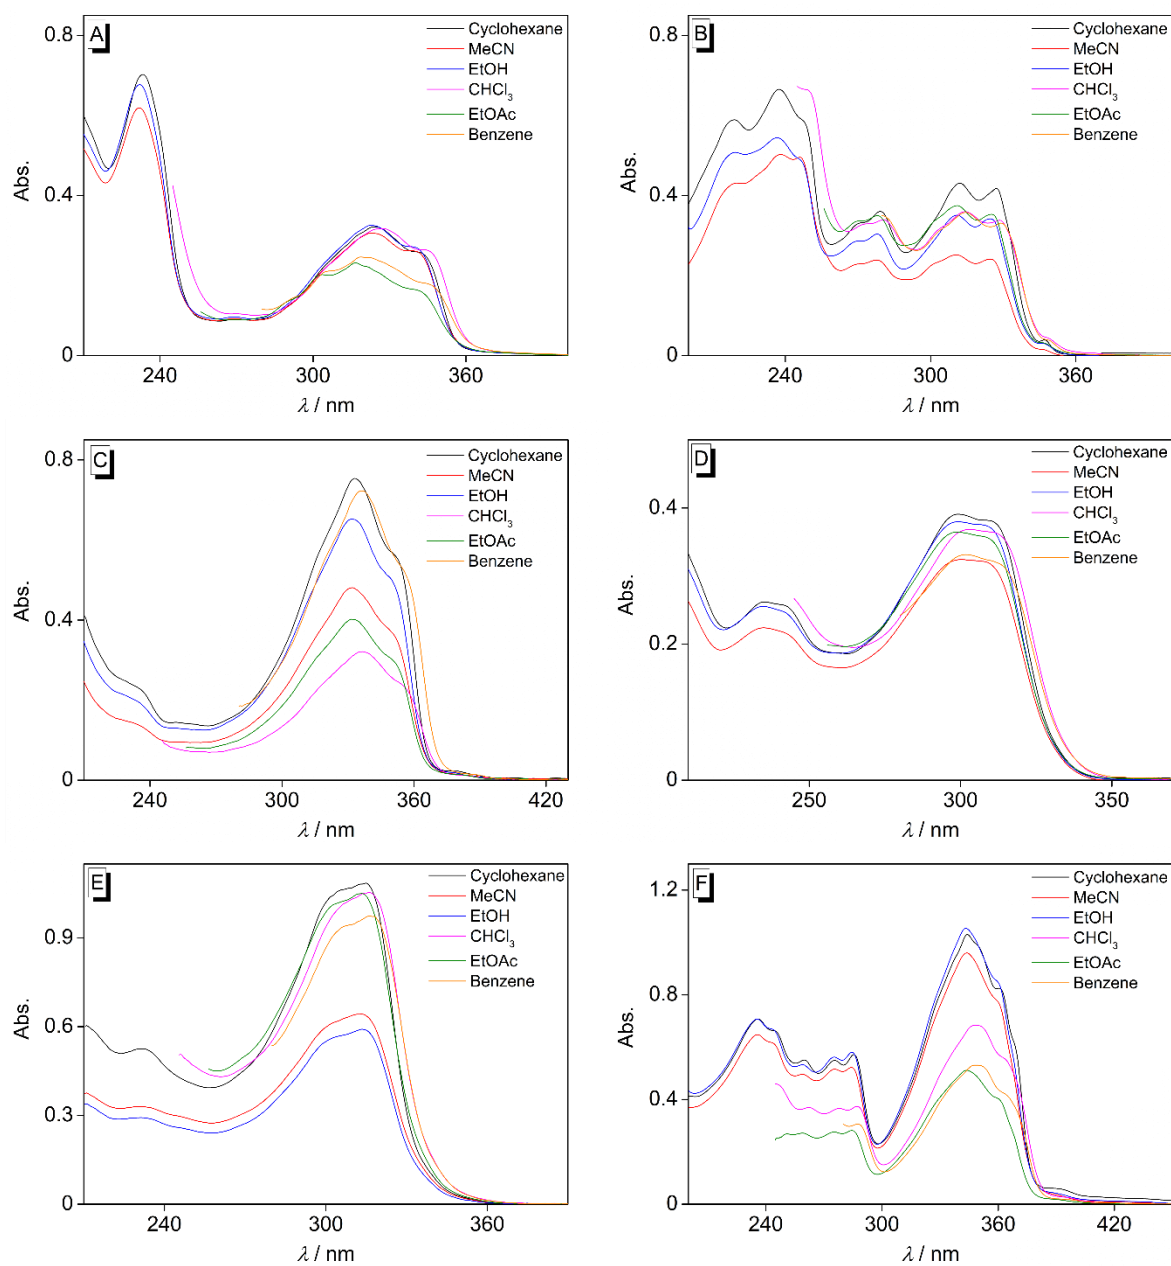 A
Cyclohexane
MeCN
EtOH
CHCl₃
EtOAc
Benzene
0.8
0.4
0
Abs.
240 300 360
λ / nm
B
Cyclohexane
MeCN
EtOH
CHCl₃
EtOAc
Benzene
0.8
0.4
0
Abs.
240 300 360
λ / nm
C
Cyclohexane
MeCN
EtOH
CHCl₃
EtOAc
Benzene
0.8
0.4
0
Abs.
240 300 360 420
λ / nm
D
Cyclohexane
MeCN
EtOH
CHCl₃
EtOAc
Benzene
0.4
0.2
0
Abs.
250 300 350
λ / nm
E
Cyclohexane
MeCN
EtOH
CHCl₃
EtOAc
Benzene
0.9
0.6
0.3
0
Abs.
240 300 360
λ / nm
F
Cyclohexane
MeCN
EtOH
CHCl₃
EtOAc
Benzene
1.2
0.8
0.4
0
Abs.
240 300 360 420
λ / nm